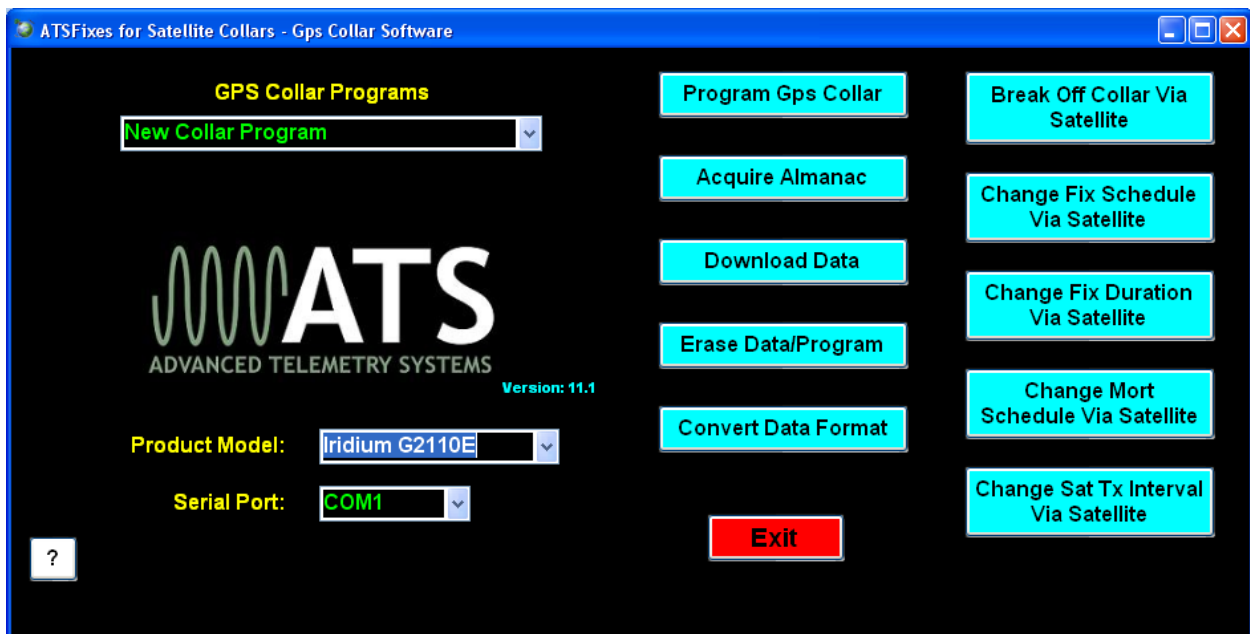 ATSFixes for Satellite Collars - Gps Collar Software
GPS Collar Programs
New Collar Program
ATS
ADVANCED TELEMETRY SYSTEMS
Version: 11.1
Product Model:
Iridium G2110E
Serial Port:
COM1
?
Program Gps Collar
Acquire Almanac
Download Data
Erase Data/Program
Convert Data Format
Exit
Break Off Collar Via
Satellite
Change Fix Schedule
Via Satellite
Change Fix Duration
Via Satellite
Change Mort
Schedule Via Satellite
Change Sat Tx Interval
Via Satellite